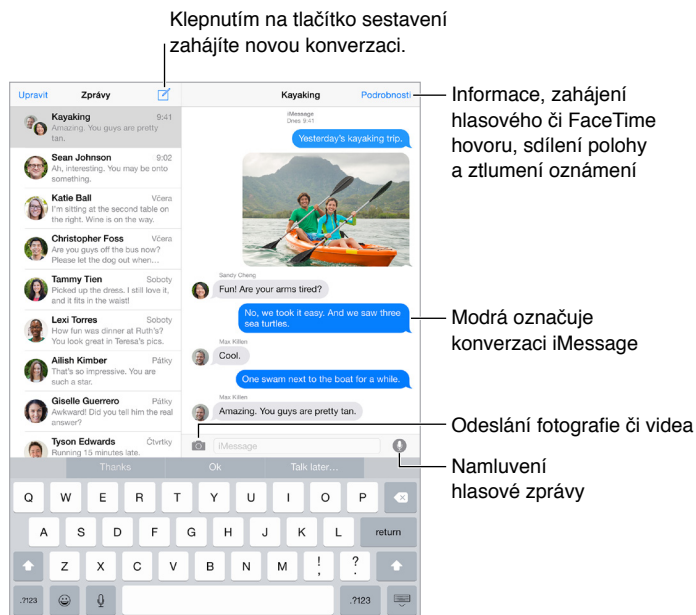 Klepnutím na tlačítko sestavení
zahájíte novou konverzaci.
Upravit
Zprávy
Kayaking
9:41
Amazing. You guys are pretty
tan.
Sean Johnson
9:02
Ah, interesting. You may be onto
something.
Katie Ball
Včera
I'm sitting at the second table on
the right. Wine is on the way.
Christopher Foss
Včera
Are you guys off the bus now?
Please let the dog out when…
Tammy Tien
Soboty
Picked up the dress. I still love it,
and it fits in the waist!
Lexi Torres
Soboty
How fun was dinner at Ruth's?
You look great in Teresa's pics.
Ailish Kimber
Pátky
That's so impressive. You are
such a star.
Giselle Guerrero
Pátky
Awkward! Did you tell him the real
answer?
Tyson Edwards
Čtvrtky
Running 15 minutes late.
Kayaking
Podrobnosti
iMessage
Dnes 9:41
Yesterday's kayaking trip.
Sandy Cheng
Fun! Are your arms tired?
No, we took it easy. And we saw three
sea turtles.
Max Killen
Cool.
One swam next to the boat for a while.
Max Killen
Amazing. You guys are pretty tan.
iMessage
Informace, zahájení
hlasového či FaceTime
hovoru, sdílení polohy
a ztlumení oznámení
Modrá označuje
konverzaci iMessage
Odeslání fotografie či videa
Namluvení
hlasové zprávy
Thanks
Ok
Talk later…
Q W E R T Y U I O P
A S D F G H J K L return
Z X C V B N M ! , ? .
.?123 .?123